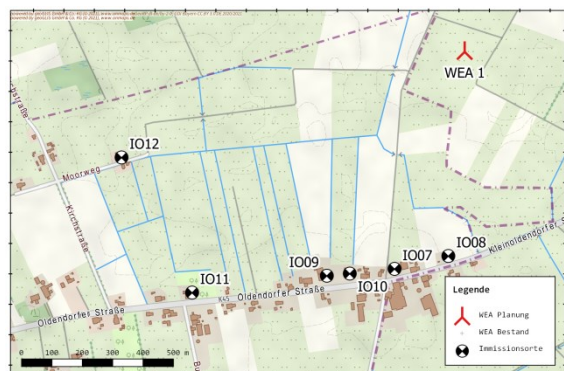 WEA 1
IO12
Moorweg
Kirchstraße
IO08
Kleinoldendorfer S
IO07
IO09
IO10
IO11
K45
Oldendorfer Straße
Oldendorfer Straße
Legende
WEA Planung
WEA Bestand
Immissionsorte
0 100 200 300 400 500 m